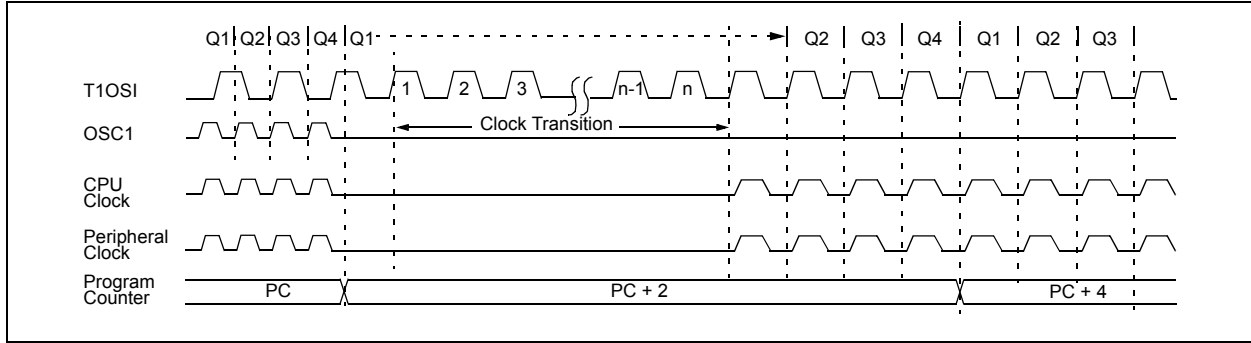 Q1 Q2 Q3 Q4 Q1 Q2 Q3 Q4 Q1 Q2 Q3
T1OSI 1 2 3 n-1 n
Clock Transition
OSC1
CPU
Clock
Peripheral
Clock
Program
Counter
PC PC + 2 PC + 4